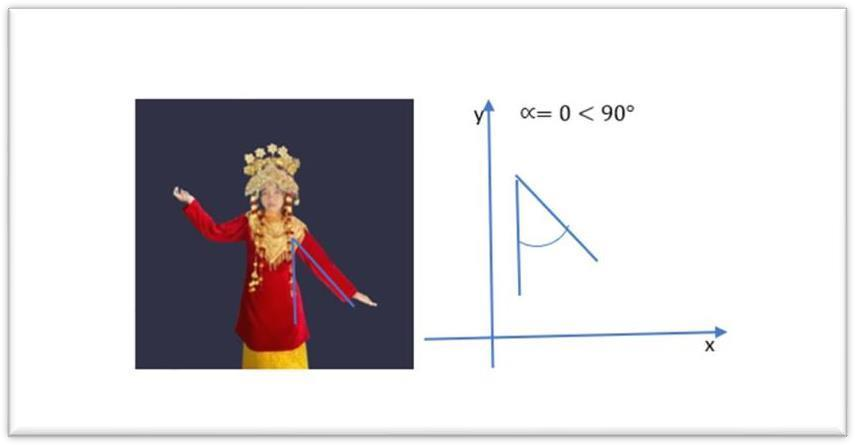 y
∝= 0 < 90°
x